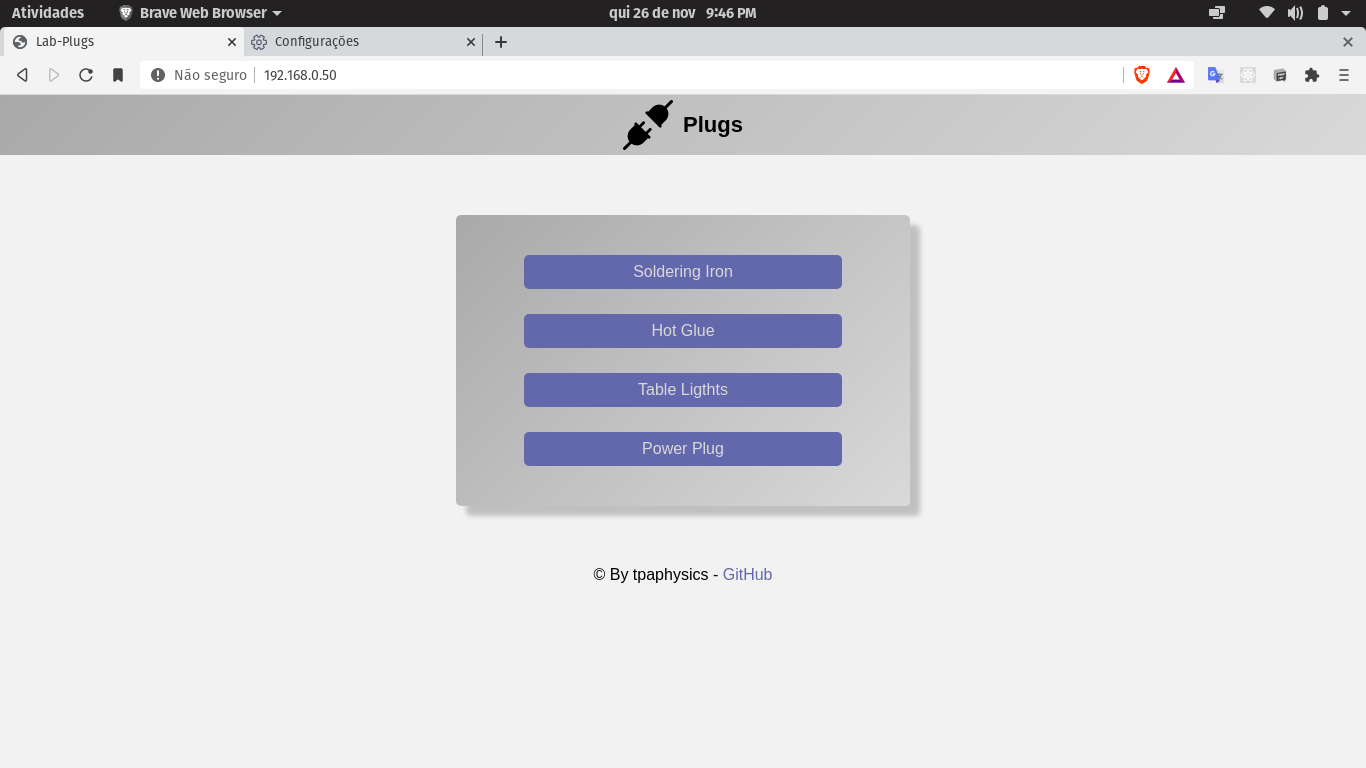 Atividades Brave Web Browser qui 26 de nov 9:46 PM
Lab-Plugs Configurações
Não seguro 192.168.0.50
Plugs
Soldering Iron
Hot Glue
Table Ligthts
Power Plug
© By tpaphysics - GitHub